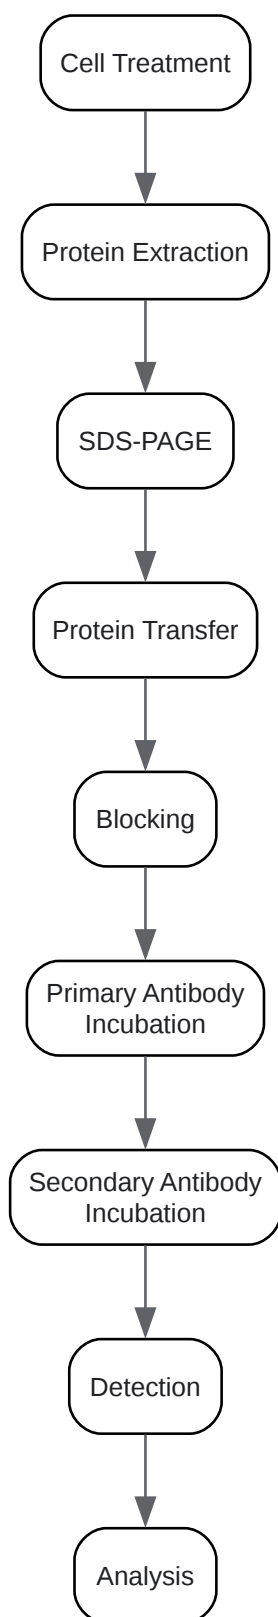 Cell Treatment
Protein Extraction
SDS-PAGE
Protein Transfer
Blocking
Primary Antibody
Incubation
Secondary Antibody
Incubation
Detection
Analysis